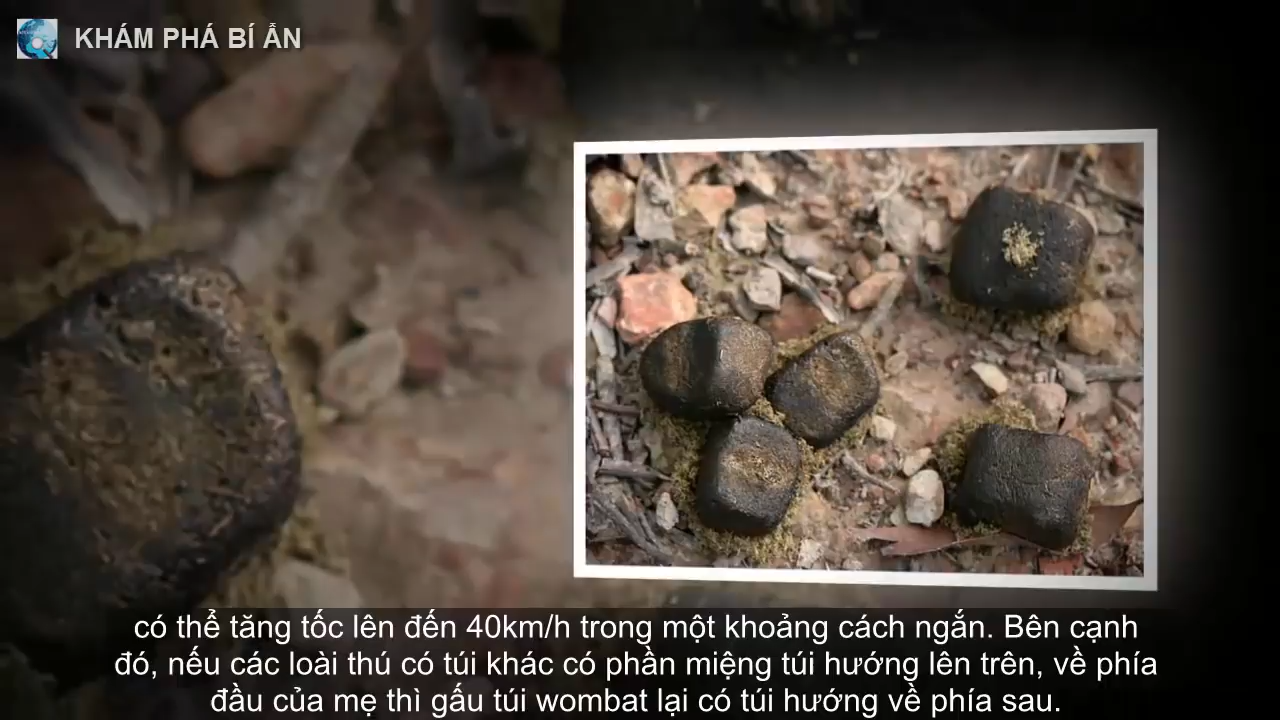 KHÁM PHÁ BÍ ẨN
có thể tăng tốc lên đến 40km/h trong một khoảng cách ngắn. Bên cạnh
đó, nếu các loài thú có túi khác có phần miệng túi hướng lên trên, về phía
đầu của mẹ thì gấu túi wombat lại có túi hướng về phía sau.